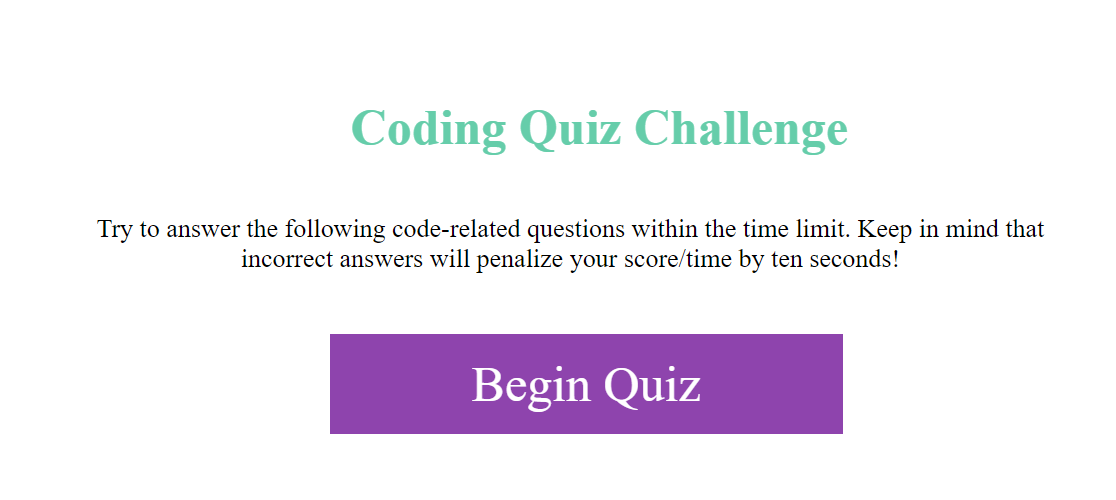 Coding Quiz Challenge
Try to answer the following code-related questions within the time limit. Keep in mind that
incorrect answers will penalize your score/time by ten seconds!
Begin Quiz